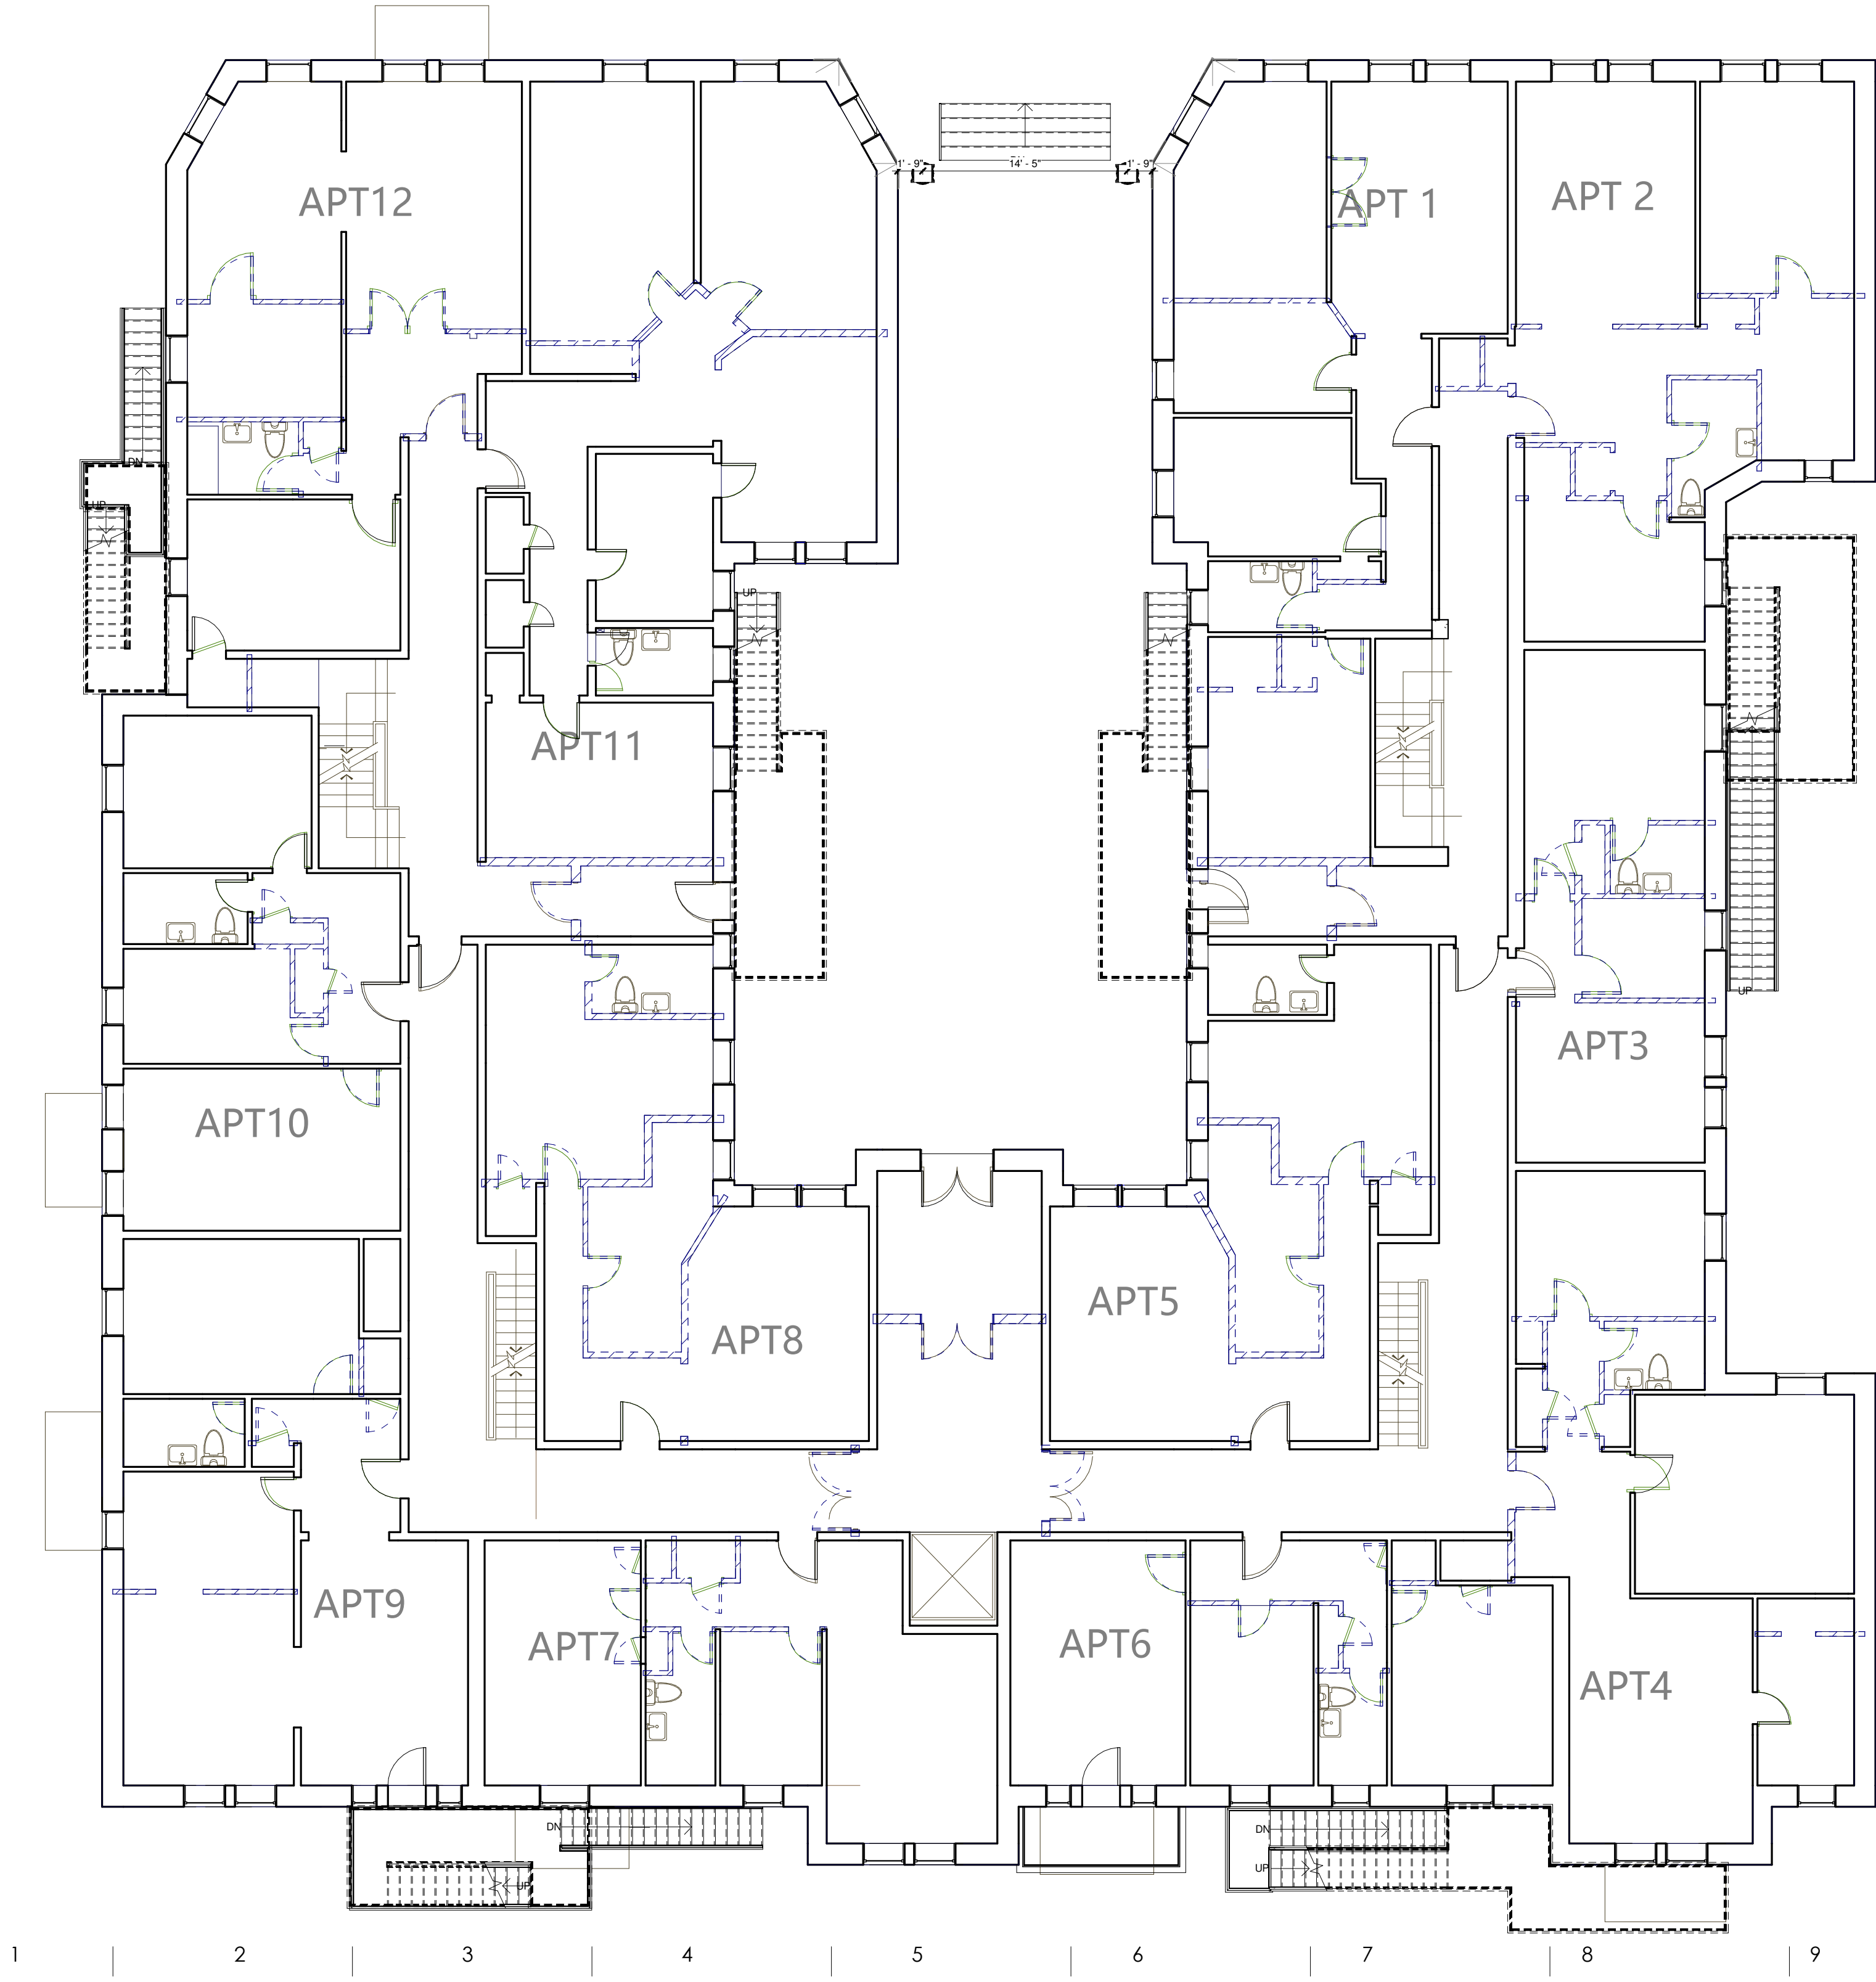 1' - 9" 14' - 5" 1' - 9"
APT12 APT 1 APT 2
DN
UP
UP
APT11
UP
APT3
APT10
APT5
APT8
APT9
APT7 APT6
APT4
DN DN
UP
UP
1 2 3 4 5 6 7 8 9